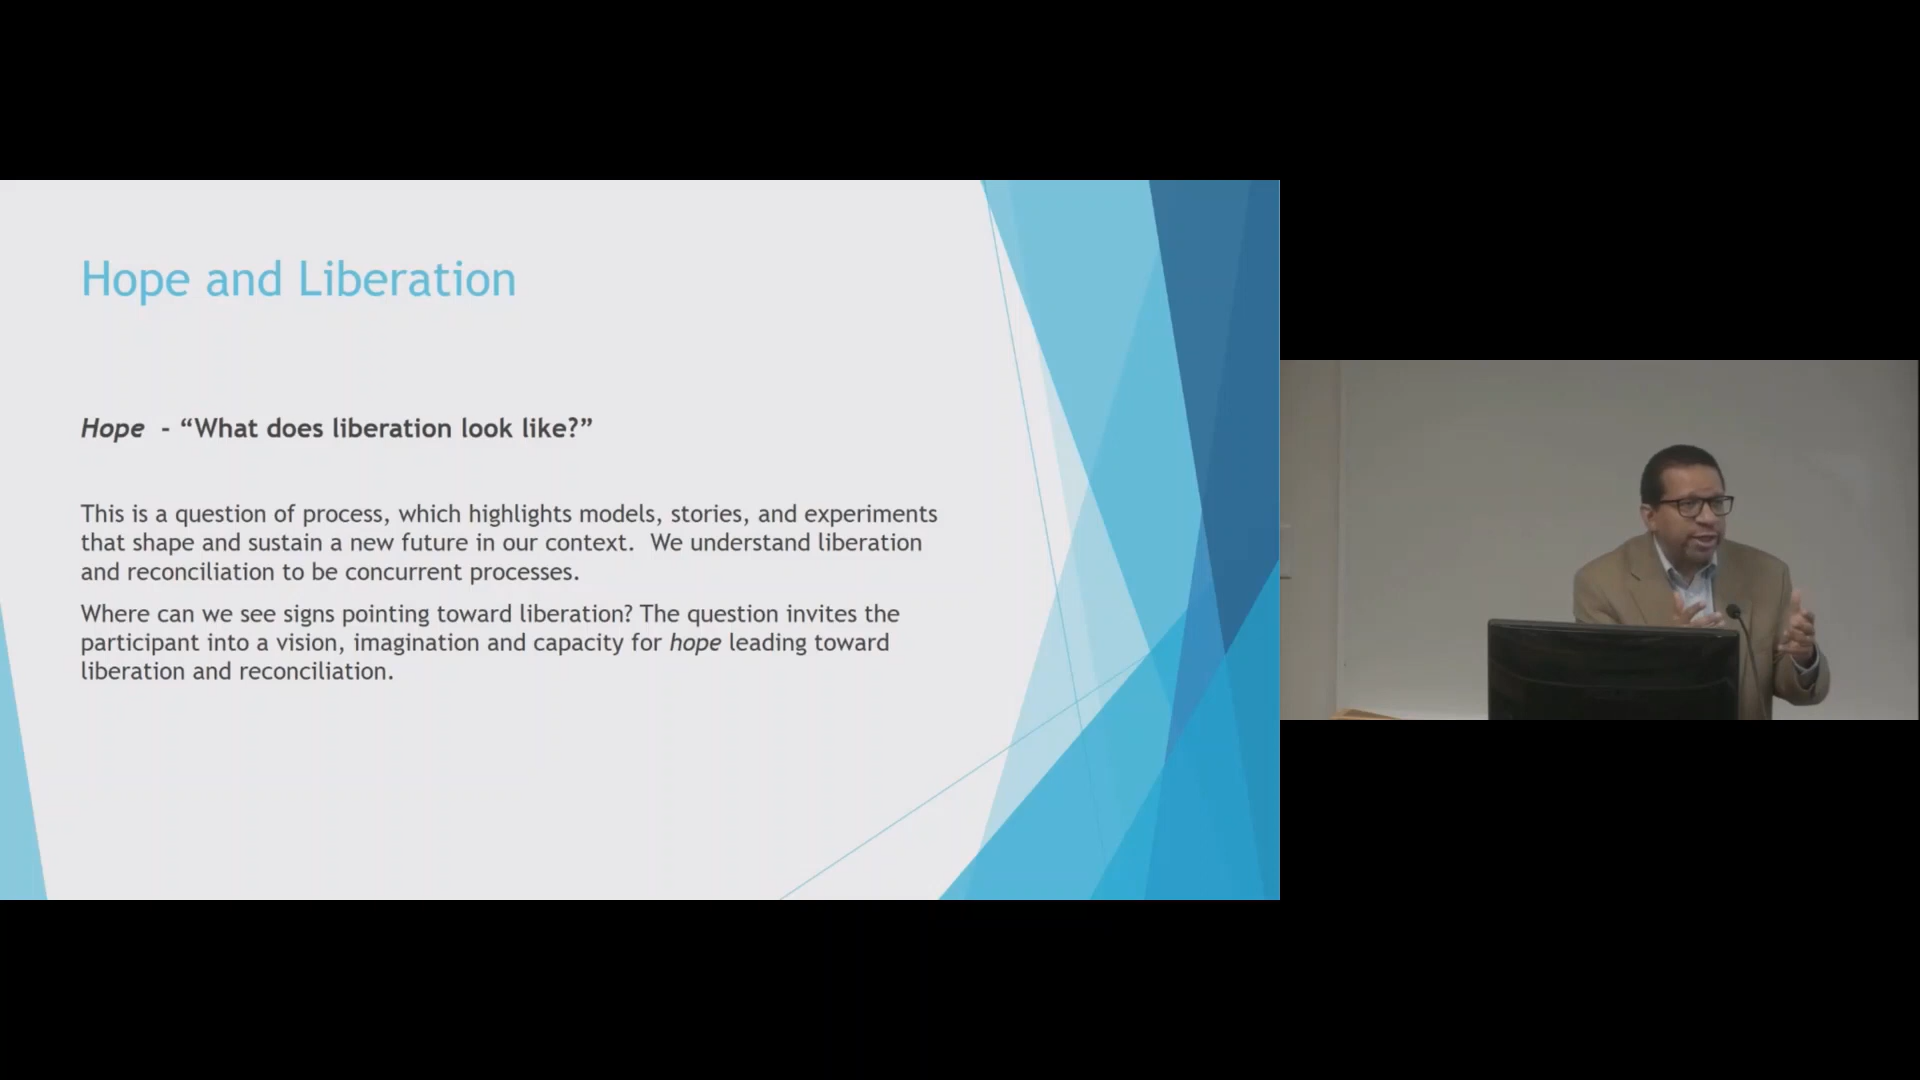 Hope and Liberation
Hope - “What does liberation look like?”
This is a question of process, which highlights models, stories, and experiments
that shape and sustain a new future in our context. We understand liberation
and reconciliation to be concurrent processes.
Where can we see signs pointing toward liberation? The question invites the
participant into a vision, imagination and capacity for hope leading toward
liberation and reconciliation.